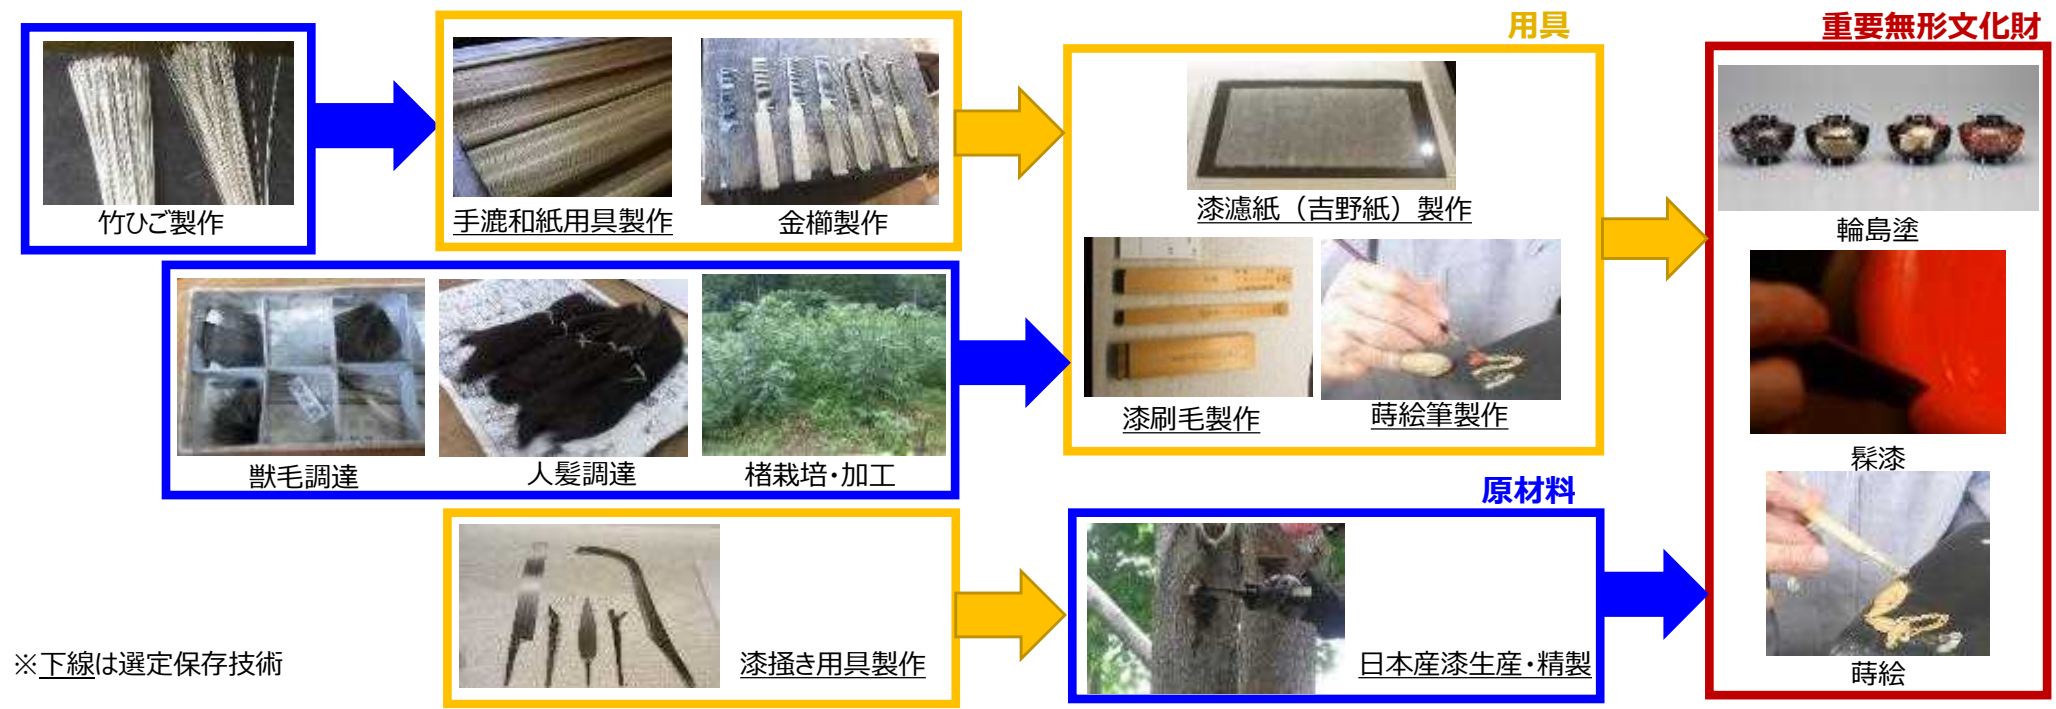 用具
重要無形文化財
竹ひご製作
手漉和紙用具製作
金櫛製作
漆濾紙（吉野紙）製作
輪島塗
漆刷毛製作
蒔絵筆製作
髹漆
獣毛調達
人髪調達
楮栽培・加工
原材料
漆掻き用具製作
日本産漆生産・精製
蒔絵
※下線は選定保存技術